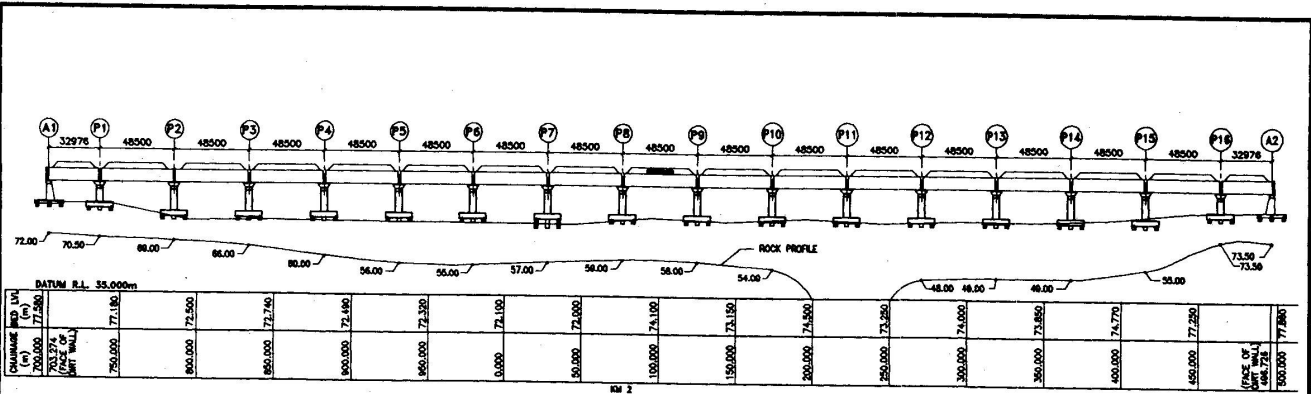 A1 P1 P2 P3 P4 P5 P6 P7 P8 P9 P10 P11 P12 P13 P14 P15 P16 A2
32976 48500 48500 48500 48500 48500 48500 48500 48500 48500 48500 48500 48500 48500 48500 48500 32976
ROCK PROFILE
72.00 70.50 69.00 66.00 60.00 56.00 55.00 57.00 59.00 58.00 54.00 48.00 49.00 49.00 55.00 73.50
73.50
DATUM R.L. 35.000m
BED LVL
(m)
77.580 77.180 72.500 72.740 72.490 72.320 72.100 72.000 74.100 73.150 74.500 73.250 74.000 73.850 74.770 77.250 77.880
CHAINAGE
(m)
700.000 703.274 750.000 800.000 850.000 900.000 950.000 0.000 50.000 100.000 150.000 200.000 250.000 300.000 350.000 400.000 450.000 496.726 500.000
(FACE OF
DIRT WALL)
(FACE OF
DIRT WALL)
KM 2